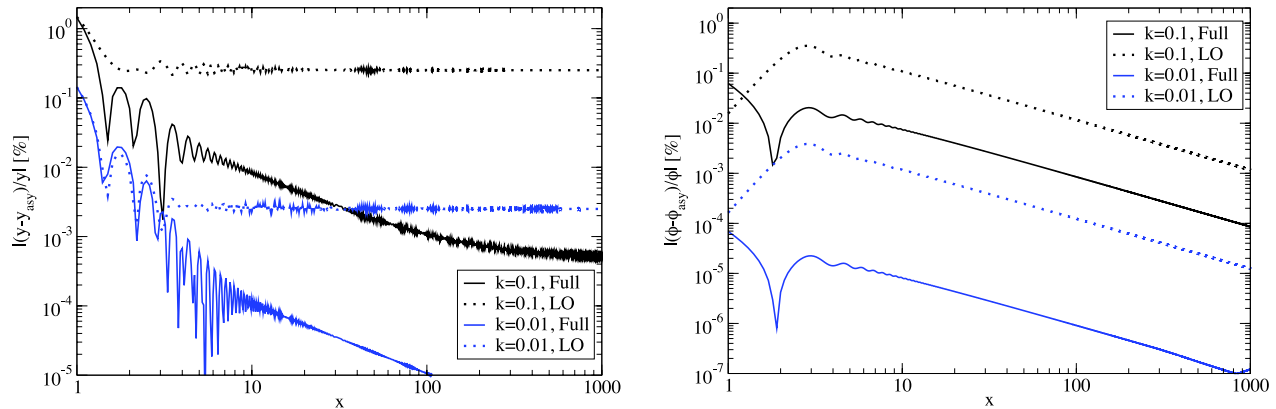 |(y-y_asy)/y| [%]
10^0
10^-1
10^-2
10^-3
10^-4
10^-5
k=0.1, Full
k=0.1, LO
k=0.01, Full
k=0.01, LO
1 10 100 1000
x
|(ϕ-ϕ_asy)/ϕ| [%]
10^0
10^-1
10^-2
10^-3
10^-4
10^-5
10^-6
10^-7
k=0.1, Full
k=0.1, LO
k=0.01, Full
k=0.01, LO
1 10 100 1000
x